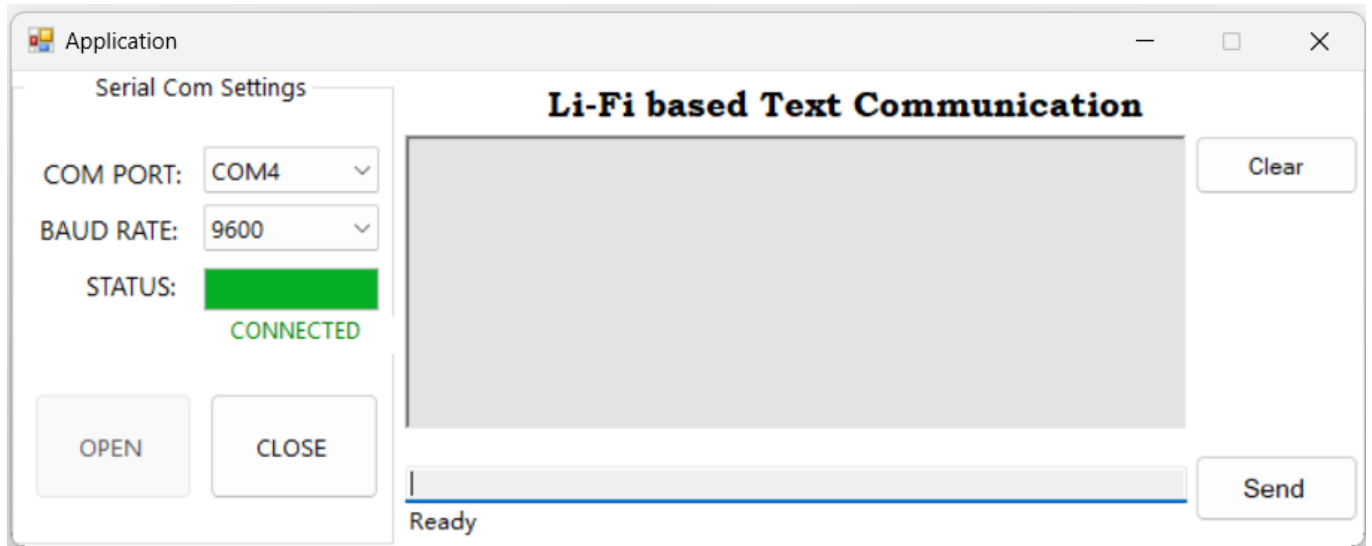 Application
Serial Com Settings
COM PORT: COM4
BAUD RATE: 9600
STATUS:
CONNECTED
OPEN CLOSE
Li-Fi based Text Communication
Clear
Send
Ready